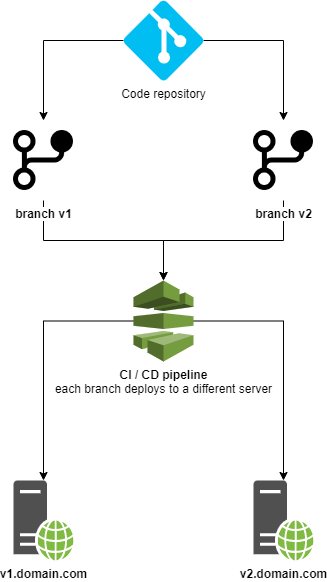 Code repository
branch v1
branch v2
CI / CD pipeline
each branch deploys to a different server
v1.domain.com
v2.domain.com